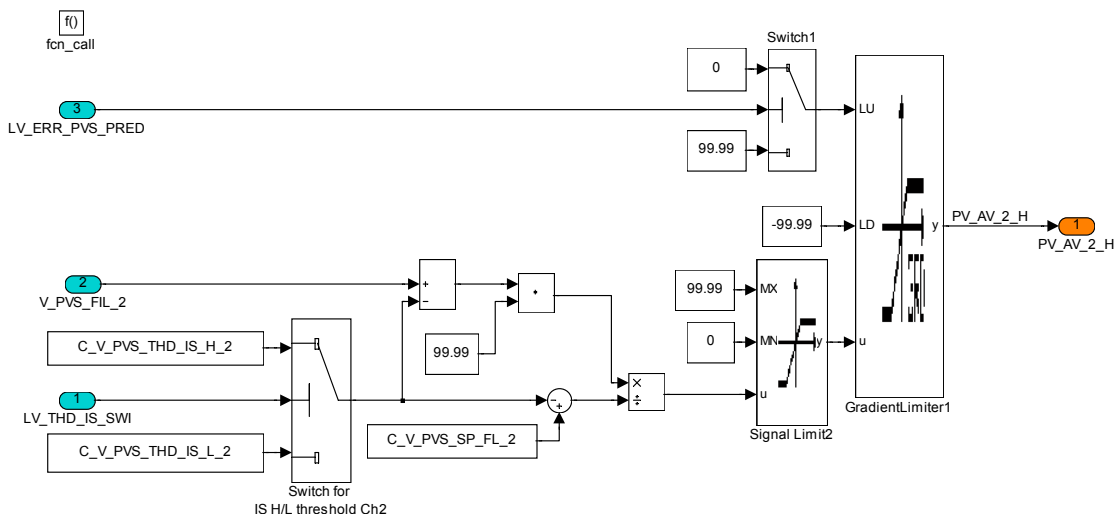 f()
fcn_call
Switch1
0
3
LV_ERR_PVS_PRED
99.99
LU
-99.99
LD
y
PV_AV_2_H
1
PV_AV_2_H
2
V_PVS_FIL_2
+
−
99.99
MX
C_V_PVS_THD_IS_H_2
99.99
0
MN
y
u
1
LV_THD_IS_SWI
−
+
×
÷
u
GradientLimiter1
C_V_PVS_SP_FL_2
Signal Limit2
C_V_PVS_THD_IS_L_2
Switch for
IS H/L threshold Ch2